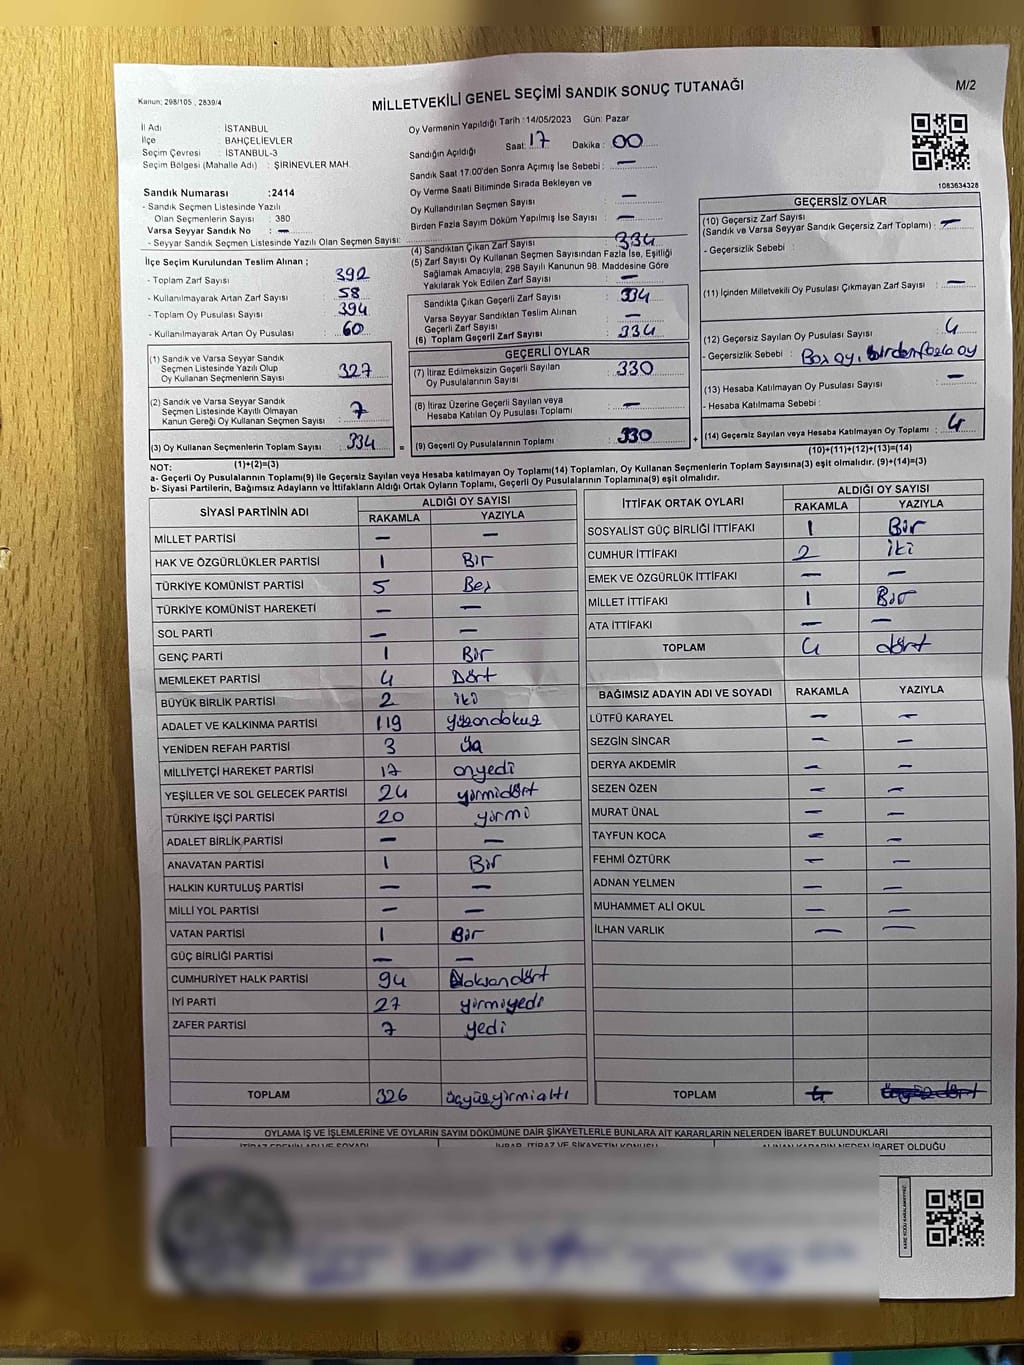 Kanun: 298/105 , 2839/4
MİLLETVEKİLİ GENEL SEÇİMİ SANDIK SONUÇ TUTANAĞI
M/2
İl Adı : İSTANBUL
İlçe : BAHÇELİEVLER
Seçim Çevresi : İSTANBUL-3
Seçim Bölgesi (Mahalle Adı) : ŞİRİNEVLER MAH.
Sandık Numarası :2414
- Sandık Seçmen Listesinde Yazılı
Olan Seçmenlerin Sayısı : 380
Varsa Seyyar Sandık No : —
- Seyyar Sandık Seçmen Listesinde Yazılı Olan Seçmen Sayısı:
Oy Vermenin Yapıldığı Tarih :14/05/2023 Gün: Pazar
Sandığın Açıldığı Saat: 17 Dakika : 00
Sandık Saat 17:00'den Sonra Açımış İse Sebebi : —
Oy Verme Saati Bitiminde Sırada Bekleyen ve
Oy Kullandırılan Seçmen Sayısı —
Birden Fazla Sayım Döküm Yapılmış İse Sayısı —
1083634328
İlçe Seçim Kurulundan Teslim Alınan ;
- Toplam Zarf Sayısı 392
- Kullanılmayarak Artan Zarf Sayısı 58
- Toplam Oy Pusulası Sayısı 394
- Kullanılmayarak Artan Oy Pusulası 60
(1) Sandık ve Varsa Seyyar Sandık
Seçmen Listesinde Yazılı Olup
Oy Kullanan Seçmenlerin Sayısı 327
(2) Sandık ve Varsa Seyyar Sandık
Seçmen Listesinde Kayıtlı Olmayan
Kanun Gereği Oy Kullanan Seçmen Sayısı : 7
(3) Oy Kullanan Seçmenlerin Toplam Sayısı : 334 =
(1)+(2)=(3)
(4) Sandıktan Çıkan Zarf Sayısı 334
(5) Zarf Sayısı Oy Kullanan Seçmen Sayısından Fazla İse, Eşitliği
Sağlamak Amacıyla, 298 Sayılı Kanunun 98. Maddesine Göre
Yakılarak Yok Edilen Zarf Sayısı —
Sandıkta Çıkan Geçerli Zarf Sayısı 334
Varsa Seyyar Sandıktan Teslim Alınan
Geçerli Zarf Sayısı —
(6) Toplam Geçerli Zarf Sayısı 334
GEÇERLİ OYLAR
(7) İtiraz Edilmeksizin Geçerli Sayılan
Oy Pusulalarının Sayısı 330
(8) İtiraz Üzerine Geçerli Sayılan veya
Hesaba Katılan Oy Pusulası Toplamı —
(9) Geçerli Oy Pusulalarının Toplamı 330 +
GEÇERSİZ OYLAR
(10) Geçersiz Zarf Sayısı
(Sandık ve Varsa Seyyar Sandık Geçersiz Zarf Toplamı) : —
- Geçersizlik Sebebi :
(11) İçinden Milletvekili Oy Pusulası Çıkmayan Zarf Sayısı : —
(12) Geçersiz Sayılan Oy Pusulası Sayısı : 4
- Geçersizlik Sebebi : Boş oy, birden fazla oy
(13) Hesaba Katılmayan Oy Pusulası Sayısı : —
- Hesaba Katılmama Sebebi :
(14) Geçersiz Sayılan veya Hesaba Katılmayan Oy Toplamı : 4
(10)+(11)+(12)+(13)=(14)
NOT:
a- Geçerli Oy Pusulalarının Toplamı(9) ile Geçersiz Sayılan veya Hesaba katılmayan Oy Toplamı(14) Toplamları, Oy Kullanan Seçmenlerin Toplam Sayısına(3) eşit olmalıdır. (9)+(14)=(3)
b- Siyasi Partilerin, Bağımsız Adayların ve İttifakların Aldığı Ortak Oyların Toplamı, Geçerli Oy Pusulalarının Toplamına(9) eşit olmalıdır.
SİYASİ PARTİNİN ADI ALDIĞI OY SAYISI
RAKAMLA YAZIYLA
MİLLET PARTİSİ — —
HAK VE ÖZGÜRLÜKLER PARTİSİ 1 Bir
TÜRKİYE KOMÜNİST PARTİSİ 5 Beş
TÜRKİYE KOMÜNİST HAREKETİ — —
SOL PARTİ — —
GENÇ PARTİ 1 Bir
MEMLEKET PARTİSİ 4 Dört
BÜYÜK BİRLİK PARTİSİ 2 iki
ADALET VE KALKINMA PARTİSİ 119 yüzondokuz
YENİDEN REFAH PARTİSİ 3 Üç
MİLLİYETÇİ HAREKET PARTİSİ 17 onyedi
YEŞİLLER VE SOL GELECEK PARTİSİ 24 yirmidört
TÜRKİYE İŞÇİ PARTİSİ 20 yirmi
ADALET BİRLİK PARTİSİ — —
ANAVATAN PARTİSİ 1 Bir
HALKIN KURTULUŞ PARTİSİ — —
MİLLİ YOL PARTİSİ — —
VATAN PARTİSİ 1 Bir
GÜÇ BİRLİĞİ PARTİSİ — —
CUMHURİYET HALK PARTİSİ 94 Doksandört
İYİ PARTİ 27 yirmiyedi
ZAFER PARTİSİ 7 yedi
TOPLAM 326 üçyüzyirmialtı
İTTİFAK ORTAK OYLARI ALDIĞI OY SAYISI
RAKAMLA YAZIYLA
SOSYALİST GÜÇ BİRLİĞİ İTTİFAKI 1 Bir
CUMHUR İTTİFAKI 2 iki
EMEK VE ÖZGÜRLÜK İTTİFAKI — —
MİLLET İTTİFAKI 1 Bir
ATA İTTİFAKI — —
TOPLAM 4 dört
BAĞIMSIZ ADAYIN ADI VE SOYADI RAKAMLA YAZIYLA
LÜTFÜ KARAYEL — —
SEZGİN SİNCAR — —
DERYA AKDEMİR — —
SEZEN ÖZEN — —
MURAT ÜNAL — —
TAYFUN KOCA — —
FEHMİ ÖZTÜRK — —
ADNAN YELMEN — —
MUHAMMET ALİ OKUL — —
İLHAN VARLIK — —
TOPLAM
OYLAMA İŞ VE İŞLEMLERİNE VE OYLARIN SAYIM DÖKÜMÜNE DAİR ŞİKAYETLERLE BUNLARA AİT KARARLARIN NELERDEN İBARET BULUNDUKLARI
İTİRAZ EDENİN ADI VE SOYADI İHBAR, İTİRAZ VE ŞİKAYETİN KONUSU ALINAN KARARIN NEDEN İBARET OLDUĞU